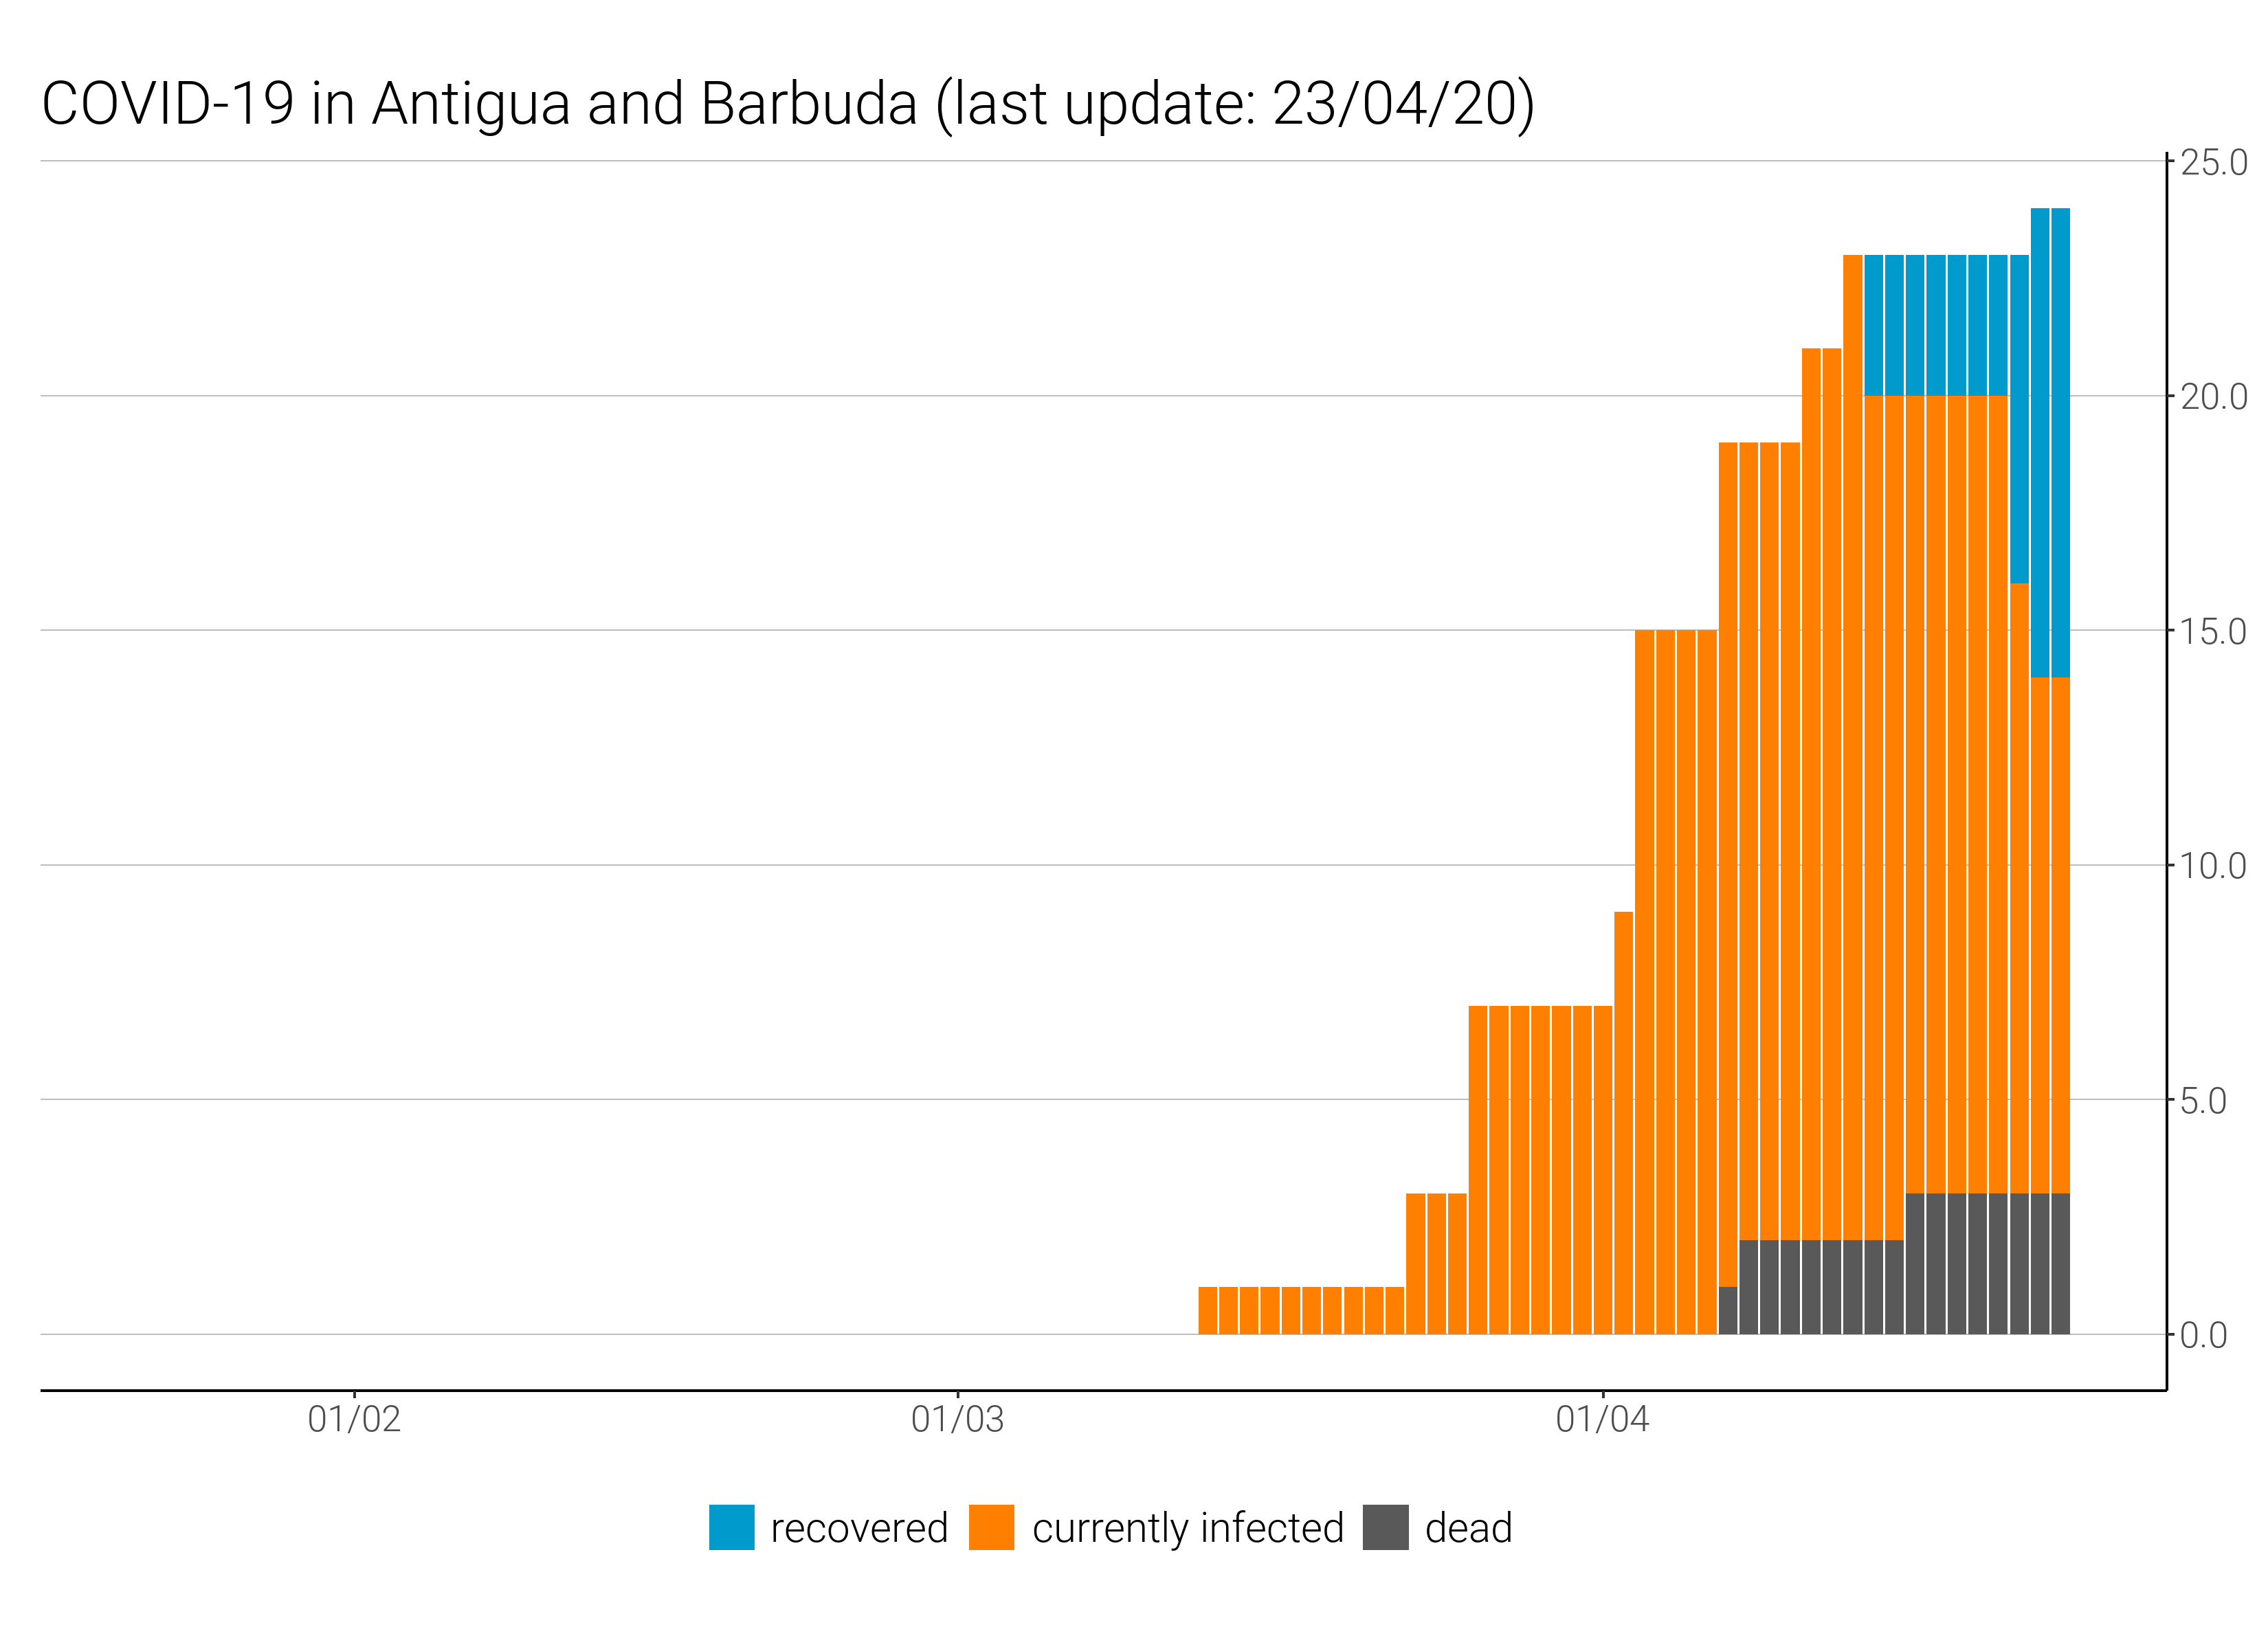 COVID-19 in Antigua and Barbuda (last update: 23/04/20)
25.0
20.0
15.0
10.0
5.0
0.0
01/02 01/03 01/04
recovered currently infected dead